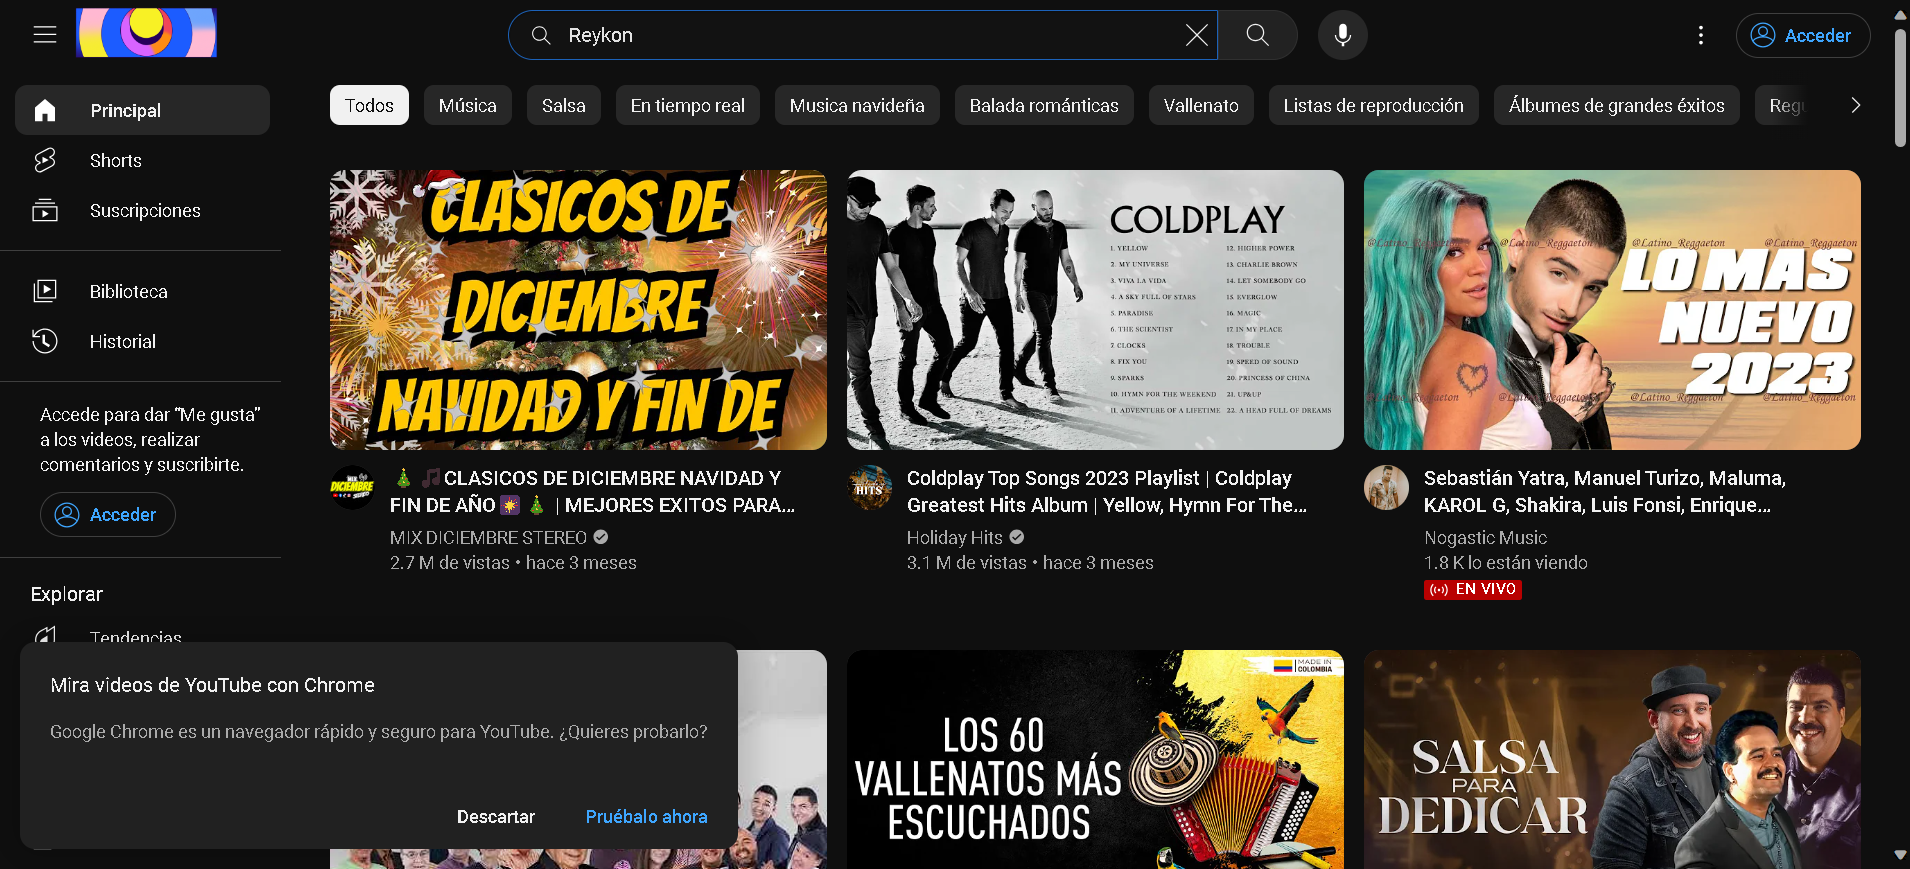 Reykon
Acceder
Principal
Shorts
Suscripciones
Biblioteca
Historial
Accede para dar “Me gusta”
a los videos, realizar
comentarios y suscribirte.
Acceder
Explorar
Tendencias
Todos
Música
Salsa
En tiempo real
Musica navideña
Balada románticas
Vallenato
Listas de reproducción
Álbumes de grandes éxitos
CLASICOS DE
DICIEMBRE
NAVIDAD Y FIN DE
MIX
DICIEMBRE
STEREO
🎄 🎵CLASICOS DE DICIEMBRE NAVIDAD Y
FIN DE AÑO🎇 🎄 | MEJORES EXITOS PARA...
MIX DICIEMBRE STEREO
2.7 M de vistas • hace 3 meses
COLDPLAY
1. YELLOW
2. MY UNIVERSE
3. VIVA LA VIDA
4. A SKY FULL OF STARS
5. PARADISE
6. THE SCIENTIST
7. CLOCKS
8. FIX YOU
9. SPARKS
10. HYMN FOR THE WEEKEND
11. ADVENTURE OF A LIFETIME
12. HIGHER POWER
13. CHARLIE BROWN
14. LET SOMEBODY GO
15. EVERGLOW
16. MAGIC
17. IN MY PLACE
18. TROUBLE
19. SPEED OF SOUND
20. PRINCESS OF CHINA
21. UP&UP
22. A HEAD FULL OF DREAMS
HITS
Coldplay Top Songs 2023 Playlist | Coldplay
Greatest Hits Album | Yellow, Hymn For The...
Holiday Hits
3.1 M de vistas • hace 3 meses
@Latino_Reggaeton @Latino_Reggaeton @Latino_Reggaeton @Latino_Reggaeton
LO MAS
NUEVO
2023
@Latino_Reggaeton @Latino_Reggaeton
Sebastián Yatra, Manuel Turizo, Maluma,
KAROL G, Shakira, Luis Fonsi, Enrique...
Nogastic Music
1.8 K lo están viendo
EN VIVO
Mira videos de YouTube con Chrome
Google Chrome es un navegador rápido y seguro para YouTube. ¿Quieres probarlo?
Descartar
Pruébalo ahora
MADE IN
COLOMBIA
LOS 60
VALLENATOS MÁS
ESCUCHADOS
SALSA
PARA
DEDICAR